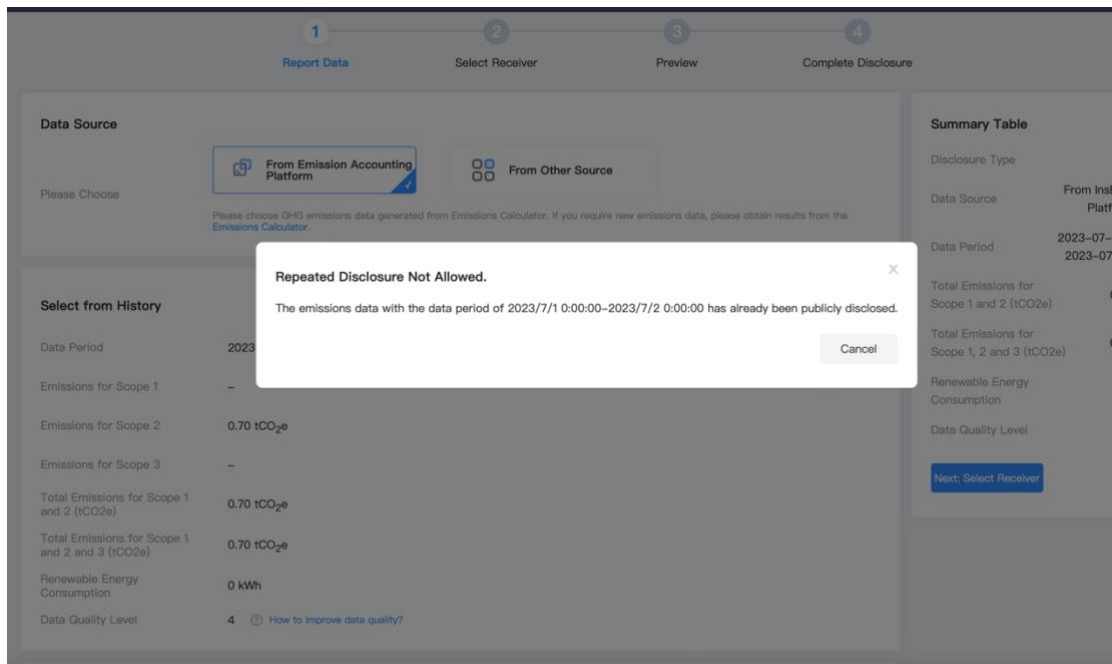 1
2
3
4
Report Data
Select Receiver
Preview
Complete Disclosure
Data Source
Please Choose
From Emission Accounting
Platform
From Other Source
Please choose GHG emissions data generated from Emissions Calculator. If you require new emissions data, please obtain results from the
Emissions Calculator.
Repeated Disclosure Not Allowed.
The emissions data with the data period of 2023/7/1 0:00:00–2023/7/2 0:00:00 has already been publicly disclosed.
Cancel
Select from History
Data Period
2023
Emissions for Scope 1
–
Emissions for Scope 2
0.70 tCO₂e
Emissions for Scope 3
–
Total Emissions for Scope 1
and 2 (tCO2e)
0.70 tCO₂e
Total Emissions for Scope 1
and 2 and 3 (tCO2e)
0.70 tCO₂e
Renewable Energy
Consumption
0 kWh
Data Quality Level
4
How to improve data quality?
Summary Table
Disclosure Type
Data Source
From
Data Period
2023–07–
2023–07
Total Emissions for
Scope 1 and 2 (tCO2e)
Total Emissions for
Scope 1, 2 and 3 (tCO2e)
Renewable Energy
Consumption
Data Quality Level
Next: Select Receiver